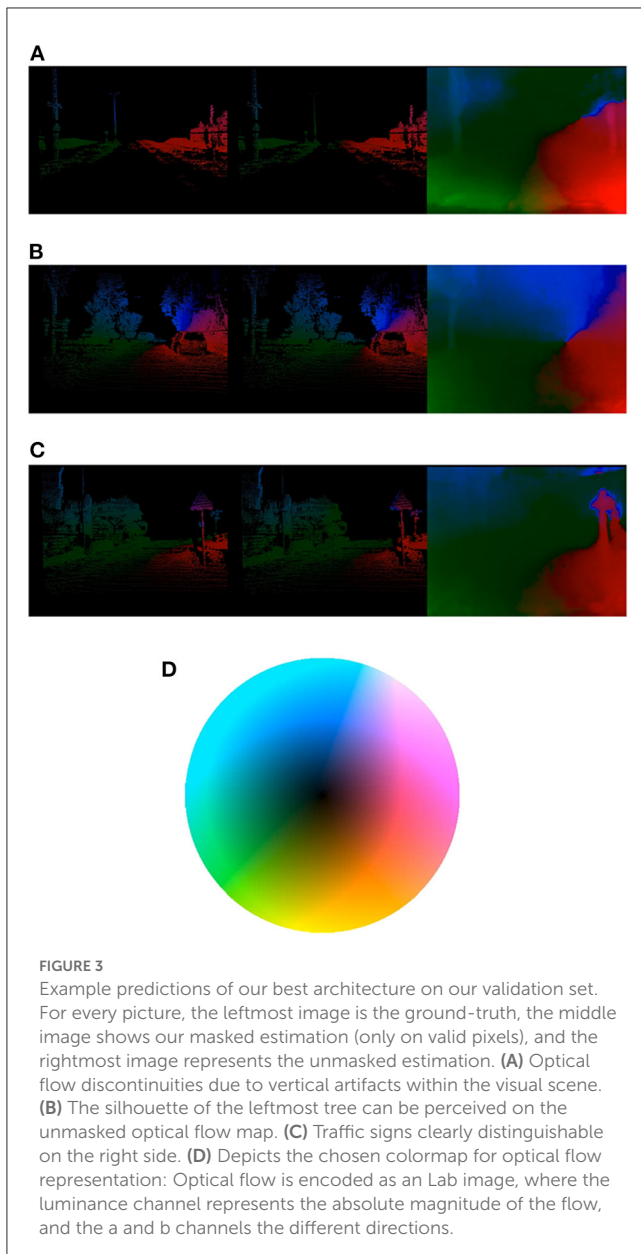 A
B
C
D
FIGURE 3
Example predictions of our best architecture on our validation set.
For every picture, the leftmost image is the ground-truth, the middle
image shows our masked estimation (only on valid pixels), and the
rightmost image represents the unmasked estimation. (A) Optical
flow discontinuities due to vertical artifacts within the visual scene.
(B) The silhouette of the leftmost tree can be perceived on the
unmasked optical flow map. (C) Traffic signs clearly distinguishable
on the right side. (D) Depicts the chosen colormap for optical flow
representation: Optical flow is encoded as an Lab image, where the
luminance channel represents the absolute magnitude of the flow,
and the a and b channels the different directions.